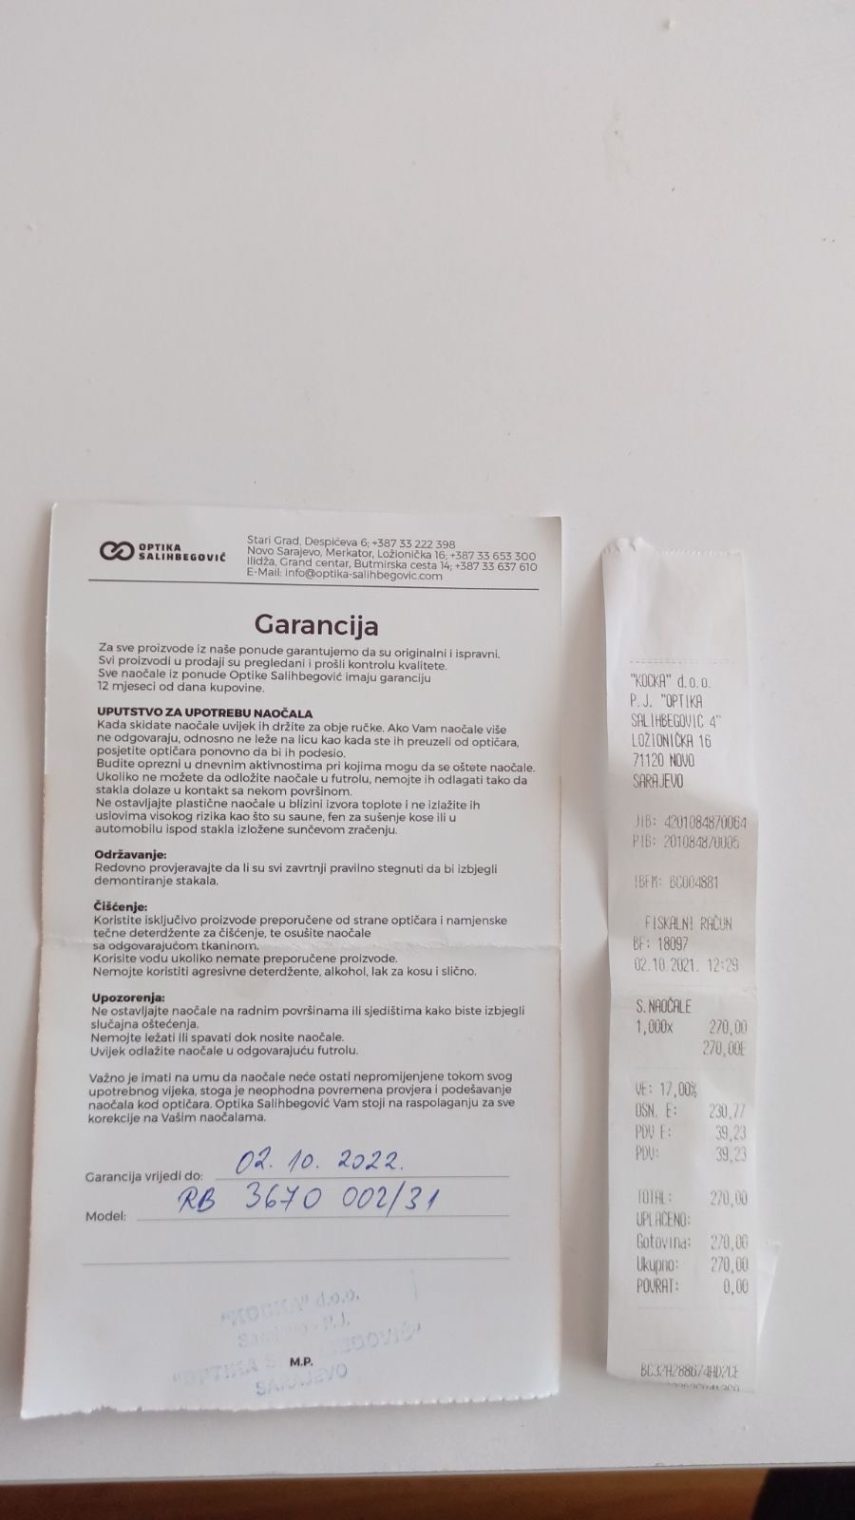 OPTIKA
SALIHBEGOVIĆ
Stari Grad, Despićeva 6; +387 33 222 398
Novo Sarajevo, Merkator, Ložionička 16; +387 33 653 300
Ilidža, Grand centar, Butmirska cesta 14; +387 33 637 610
E-Mail: info@optika-salihbegovic.com
Garancija
Za sve proizvode iz naše ponude garantujemo da su originalni i ispravni.
Svi proizvodi u prodaji su pregledani i prošli kontrolu kvalitete.
Sve naočale iz ponude Optike Salihbegović imaju garanciju
12 mjeseci od dana kupovine.
UPUTSTVO ZA UPOTREBU NAOČALA
Kada skidate naočale uvijek ih držite za obje ručke. Ako Vam naočale više
ne odgovaraju, odnosno ne leže na licu kao kada ste ih preuzeli od optičara,
posjetite optičara ponovno da bi ih podesio.
Budite oprezni u dnevnim aktivnostima pri kojima mogu da se oštete naočale.
Ukoliko ne možete da odložite naočale u futrolu, nemojte ih odlagati tako da
stakla dolaze u kontakt sa nekom površinom.
Ne ostavljajte plastične naočale u blizini izvora toplote i ne izlažite ih
uslovima visokog rizika kao što su saune, fen za sušenje kose ili u
automobilu ispod stakla izložene sunčevom zračenju.
Održavanje:
Redovno provjeravajte da li su svi zavrtnji pravilno stegnuti da bi izbjegli
demontiranje stakala.
Čišćenje:
Koristite isključivo proizvode preporučene od strane optičara i namjenske
tečne deterdžente za čišćenje, te osušite naočale
sa odgovarajućom tkaninom.
Korisite vodu ukoliko nemate preporučene proizvode.
Nemojte koristiti agresivne deterdžente, alkohol, lak za kosu i slično.
Upozorenja:
Ne ostavljajte naočale na radnim površinama ili sjedištima kako biste izbjegli
slučajna oštećenja.
Nemojte ležati ili spavati dok nosite naočale.
Uvijek odlažite naočale u odgovarajuću futrolu.
Važno je imati na umu da naočale neće ostati nepromijenjene tokom svog
upotrebnog vijeka, stoga je neophodna povremena provjera i podešavanje
naočala kod optičara. Optika Salihbegović Vam stoji na raspolaganju za sve
korekcije na Vašim naočalama.
Garancija vrijedi do: 02. 10. 2022.
Model: RB 3670 002/31
M.P.
"KOCKA" d.o.o.
P.J. "OPTIKA
SALIHBEGOVIĆ 4"
LOŽIONIČKA 16
71120 NOVO
SARAJEVO
JIB: 4201084870064
PIB: 201084870005
IBFM: BC004881
FISKALNI RAČUN
BF: 18097
02.10.2021. 12:29
S.NAOČALE
1,000x 270,00
270,00E
VE: 17,00%
OSN. E: 230,77
PDV E: 39,23
PDV: 39,23
TOTAL: 270,00
UPLAĆENO:
Gotovina: 270,00
Ukupno: 270,00
POVRAT: 0,00